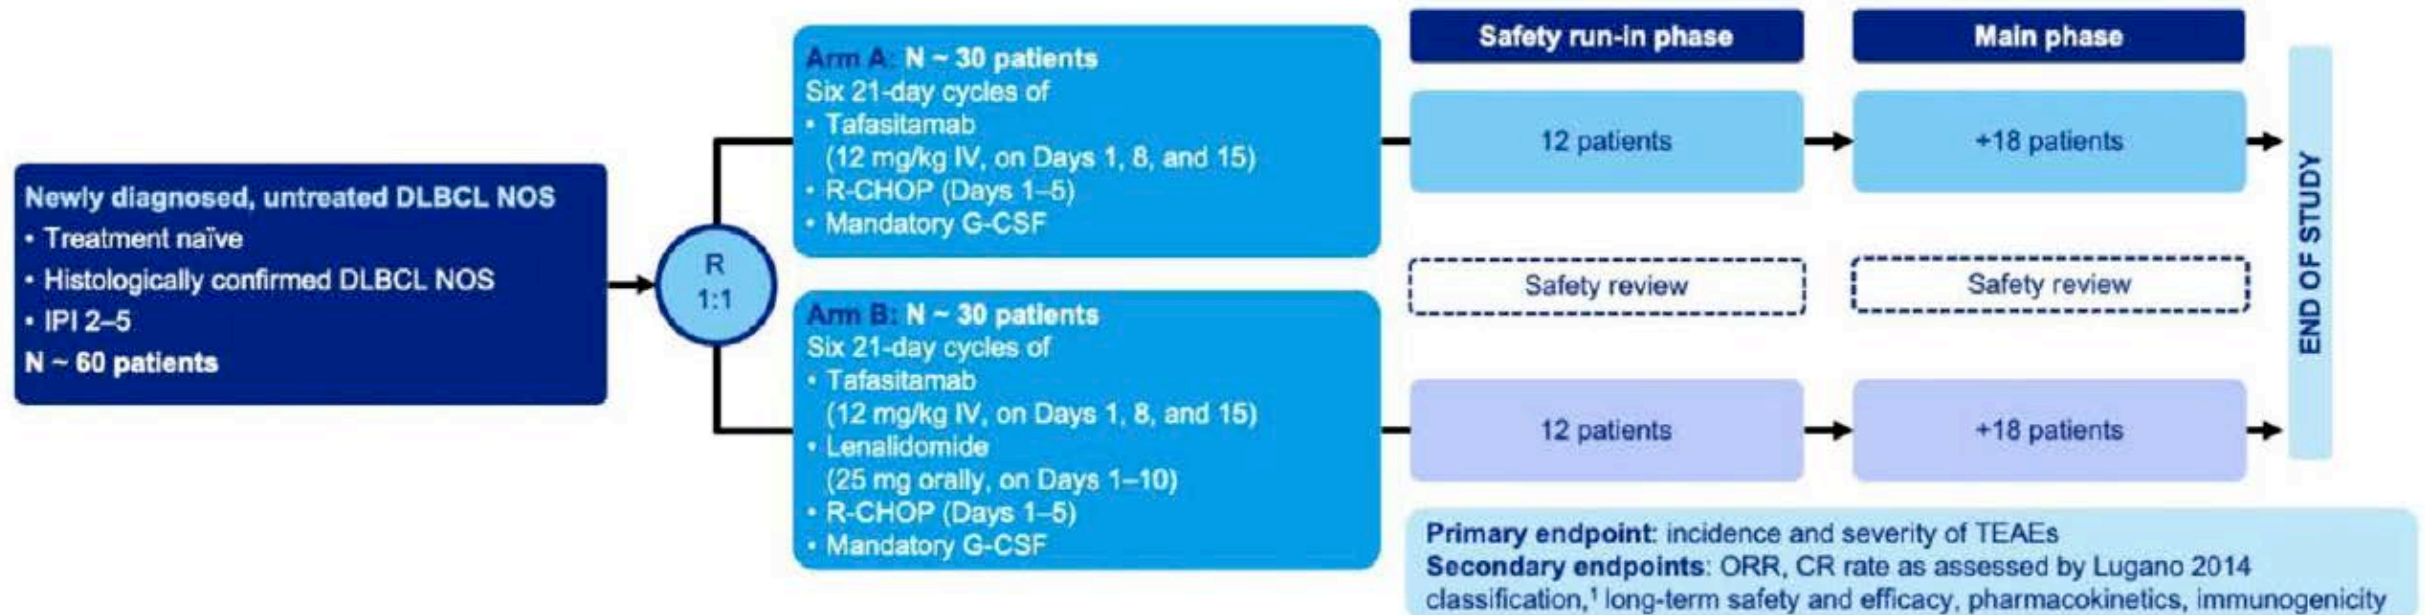 Newly diagnosed, untreated DLBCL NOS
• Treatment naïve
• Histologically confirmed DLBCL NOS
• IPI 2–5
N ~ 60 patients
R
1:1
Arm A: N ~ 30 patients
Six 21-day cycles of
• Tafasitamab
(12 mg/kg IV, on Days 1, 8, and 15)
• R-CHOP (Days 1–5)
• Mandatory G-CSF
Arm B: N ~ 30 patients
Six 21-day cycles of
• Tafasitamab
(12 mg/kg IV, on Days 1, 8, and 15)
• Lenalidomide
(25 mg orally, on Days 1–10)
• R-CHOP (Days 1–5)
• Mandatory G-CSF
Safety run-in phase
Main phase
12 patients
+18 patients
Safety review
Safety review
12 patients
+18 patients
END OF STUDY
Primary endpoint: incidence and severity of TEAEs
Secondary endpoints: ORR, CR rate as assessed by Lugano 2014
classification,¹ long-term safety and efficacy, pharmacokinetics, immunogenicity